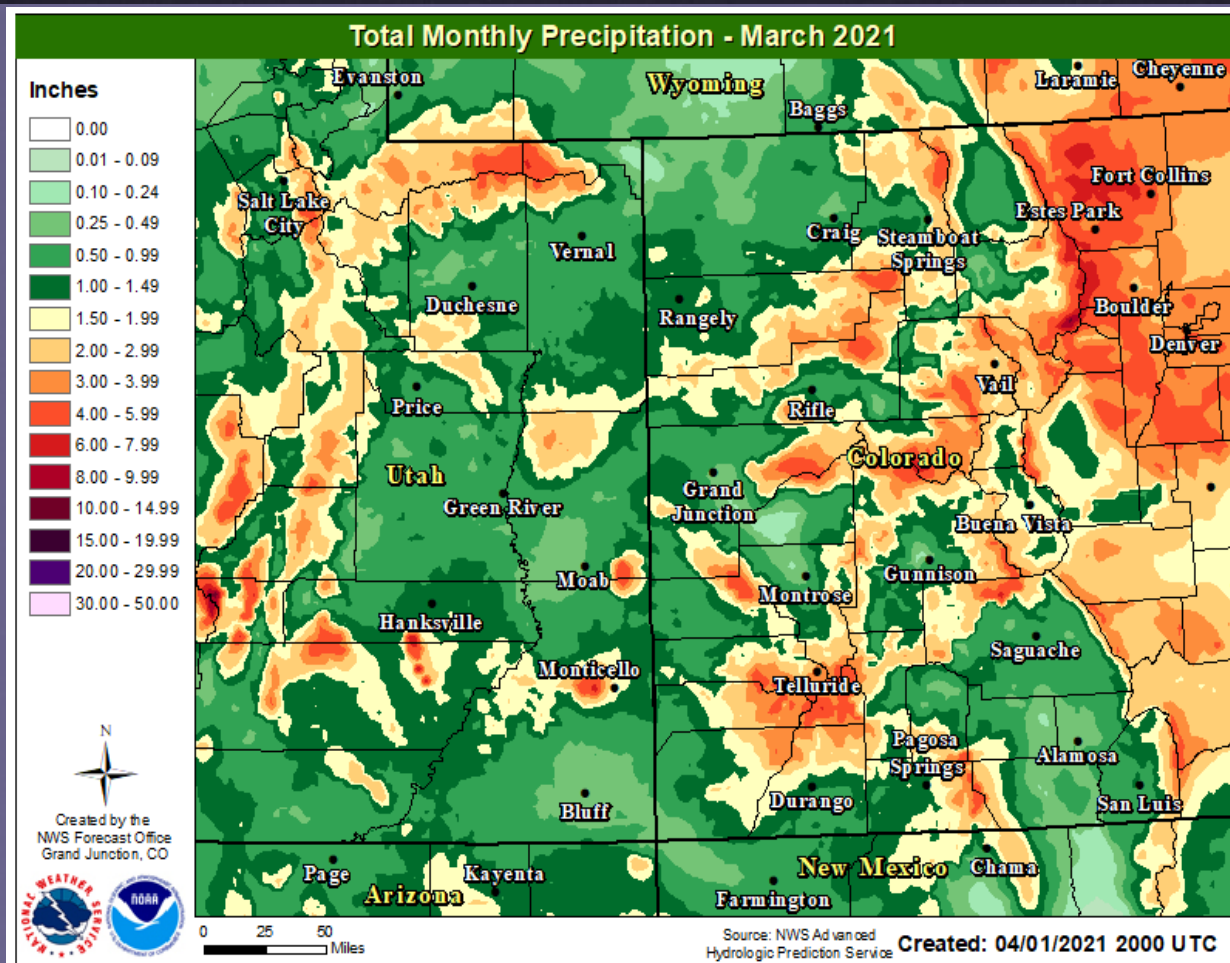 Total Monthly Precipitation - March 2021
Inches
0.00
0.01 - 0.09
0.10 - 0.24
0.25 - 0.49
0.50 - 0.99
1.00 - 1.49
1.50 - 1.99
2.00 - 2.99
3.00 - 3.99
4.00 - 5.99
6.00 - 7.99
8.00 - 9.99
10.00 - 14.99
15.00 - 19.99
20.00 - 29.99
30.00 - 50.00
Evanston
Wyoming
Baggs
Laramie
Cheyenne
Salt Lake
City
Vernal
Craig
Steamboat
Springs
Fort Collins
Estes Park
Duchesne
Rangely
Boulder
Denver
Price
Rifle
Vail
Utah
Colorado
Green River
Grand
Junction
Buena Vista
Moab
Montrose
Gunnison
Hanksville
Saguache
Monticello
Telluride
Pagosa
Springs
Alamosa
Bluff
Durango
San Luis
Page
Arizona
Kayenta
Farmington
New Mexico
Chama
N
Created by the
NWS Forecast Office
Grand Junction, CO
NATIONAL WEATHER SERVICE
NOAA
0 25 50
Miles
Source: NWS Advanced
Hydrologic Prediction Service
Created: 04/01/2021 2000 UTC